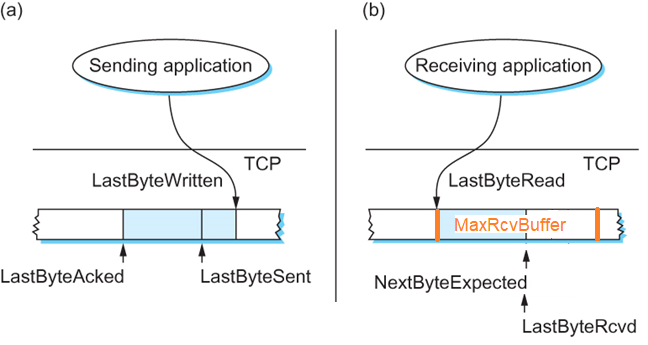 (a)
Sending application
TCP
LastByteWritten
LastByteAcked
LastByteSent
(b)
Receiving application
TCP
LastByteRead
MaxRcvBuffer
NextByteExpected
LastByteRcvd